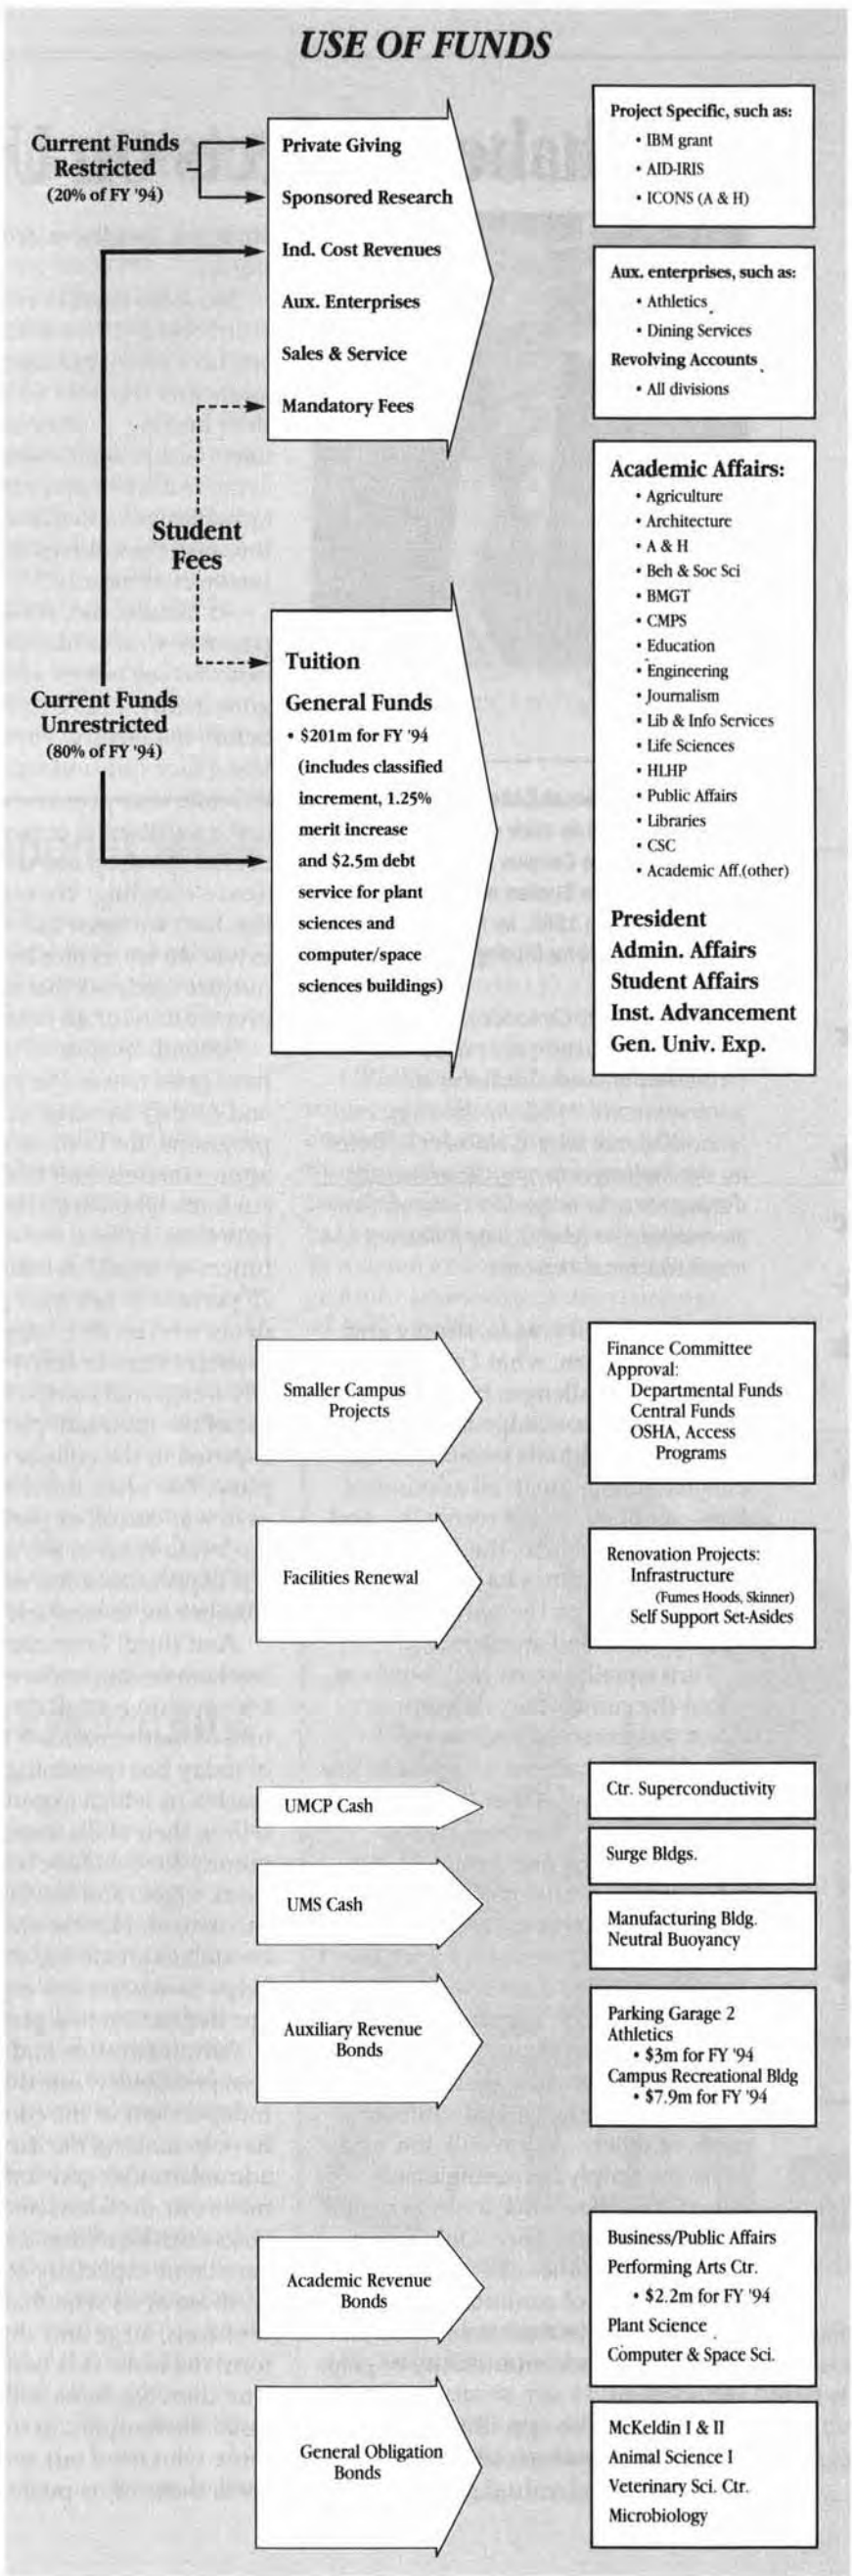 USE OF FUNDS
Current Funds
Restricted
(20% of FY '94)
Private Giving
Sponsored Research
Ind. Cost Revenues
Aux. Enterprises
Sales & Service
Mandatory Fees
Project Specific, such as:
• IBM grant
• AID-IRIS
• ICONS (A & H)
Aux. enterprises, such as:
• Athletics
• Dining Services
Revolving Accounts
• All divisions
Student
Fees
Current Funds
Unrestricted
(80% of FY '94)
Tuition
General Funds
• $201m for FY '94
(includes classified
increment, 1.25%
merit increase
and $2.5m debt
service for plant
sciences and
computer/space
sciences buildings)
Academic Affairs:
• Agriculture
• Architecture
• A & H
• Beh & Soc Sci
• BMGT
• CMPS
• Education
• Engineering
• Journalism
• Lib & Info Services
• Life Sciences
• HLHP
• Public Affairs
• Libraries
• CSC
• Academic Aff.(other)
President
Admin. Affairs
Student Affairs
Inst. Advancement
Gen. Univ. Exp.
Smaller Campus
Projects
Finance Committee
Approval:
Departmental Funds
Central Funds
OSHA, Access
Programs
Facilities Renewal
Renovation Projects:
Infrastructure
(Fumes Hoods, Skinner)
Self Support Set-Asides
UMCP Cash
Ctr. Superconductivity
Surge Bldgs.
UMS Cash
Manufacturing Bldg.
Neutral Buoyancy
Auxiliary Revenue
Bonds
Parking Garage 2
Athletics
• $3m for FY '94
Campus Recreational Bldg
• $7.9m for FY '94
Academic Revenue
Bonds
Business/Public Affairs
Performing Arts Ctr.
• $2.2m for FY '94
Plant Science
Computer & Space Sci.
General Obligation
Bonds
McKeldin I & II
Animal Science I
Veterinary Sci. Ctr.
Microbiology